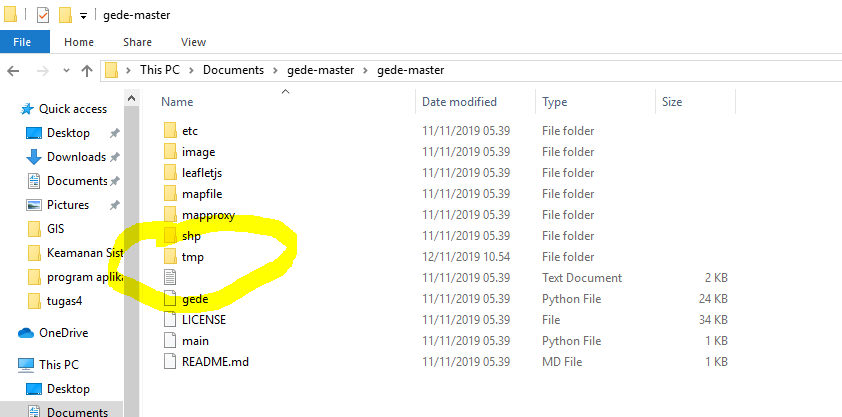 gede-master
File Home Share View
This PC Documents gede-master gede-master
Name Date modified Type Size
Quick access
Desktop
Downloads
Documents
Pictures
GIS
Keamanan Sist
program aplika
tugas4
OneDrive
This PC
Desktop
Documents
etc 11/11/2019 05.39 File folder
image 11/11/2019 05.39 File folder
leafletjs 11/11/2019 05.39 File folder
mapfile 11/11/2019 05.39 File folder
mapproxy 11/11/2019 05.39 File folder
shp 11/11/2019 05.39 File folder
tmp 12/11/2019 10.54 File folder
11/11/2019 05.39 Text Document 2 KB
gede 11/11/2019 05.39 Python File 24 KB
LICENSE 11/11/2019 05.39 File 34 KB
main 11/11/2019 05.39 Python File 1 KB
README.md 11/11/2019 05.39 MD File 1 KB